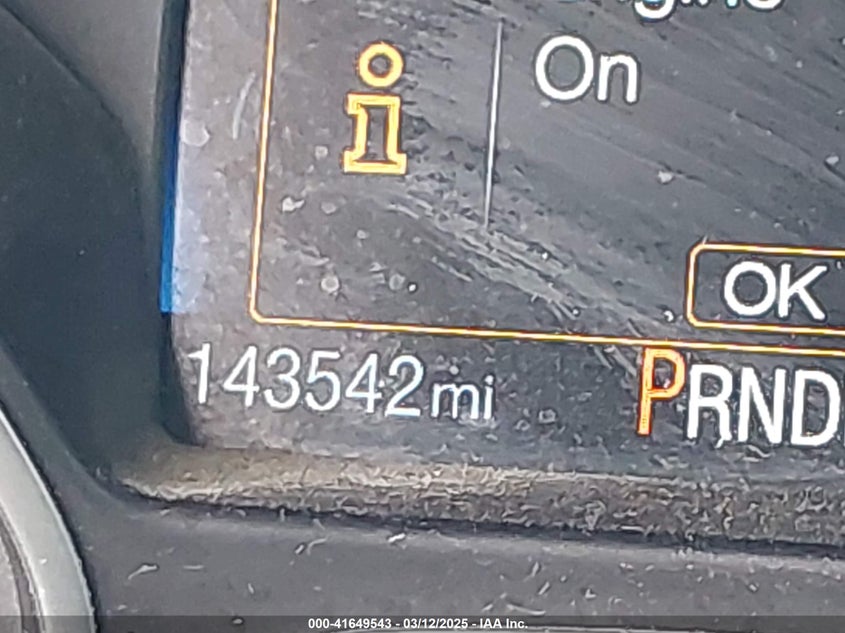 On
OK
143542mi
PRND
000-41649543 - 03/12/2025 - IAA Inc.